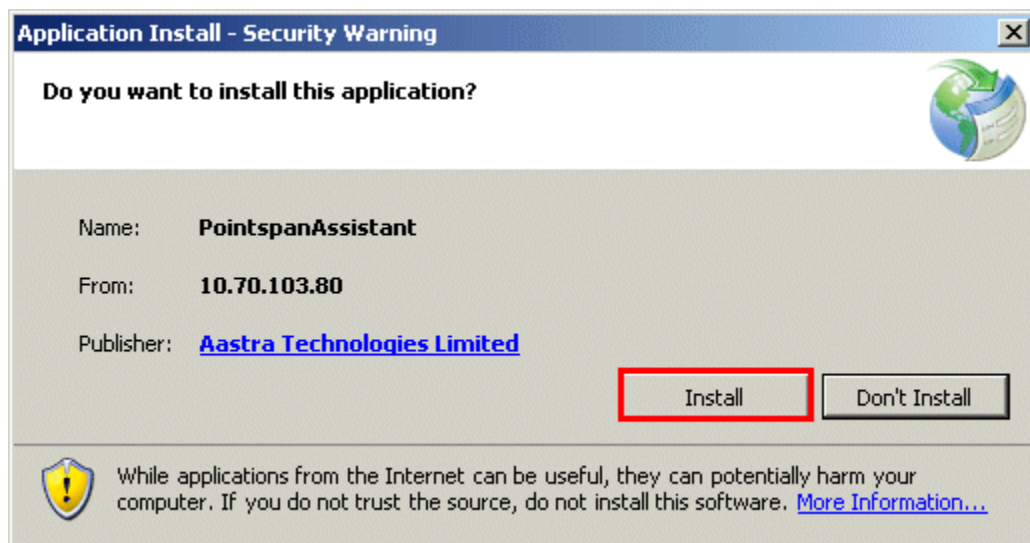 Application Install - Security Warning
Do you want to install this application?
Name: PointspanAssistant
From: 10.70.103.80
Publisher: Aastra Technologies Limited
Install Don't Install
While applications from the Internet can be useful, they can potentially harm your
computer. If you do not trust the source, do not install this software. More Information...